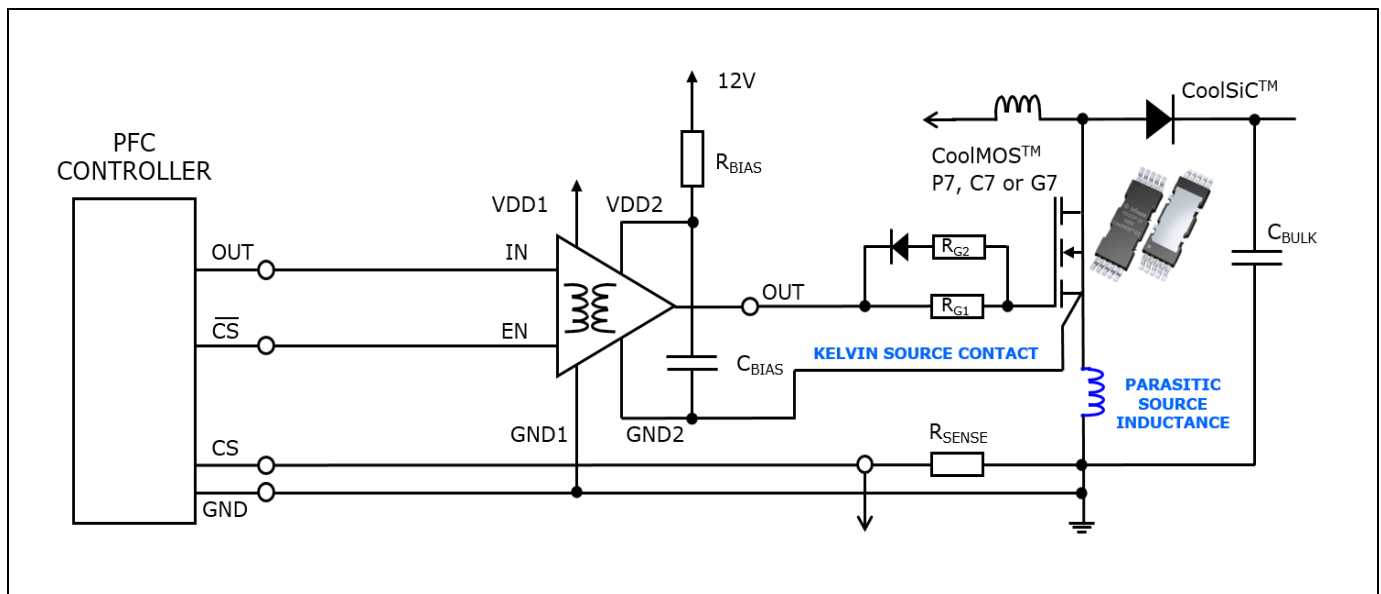 12V
CoolSiC™
PFC
CONTROLLER
CoolMOS™
P7, C7 or G7
R_BIAS
VDD1
VDD2
OUT
IN
R_G2
C_BULK
OUT
R_G1
C̅S̅
EN
KELVIN SOURCE CONTACT
C_BIAS
PARASITIC
SOURCE
INDUCTANCE
GND1
GND2
R_SENSE
CS
GND